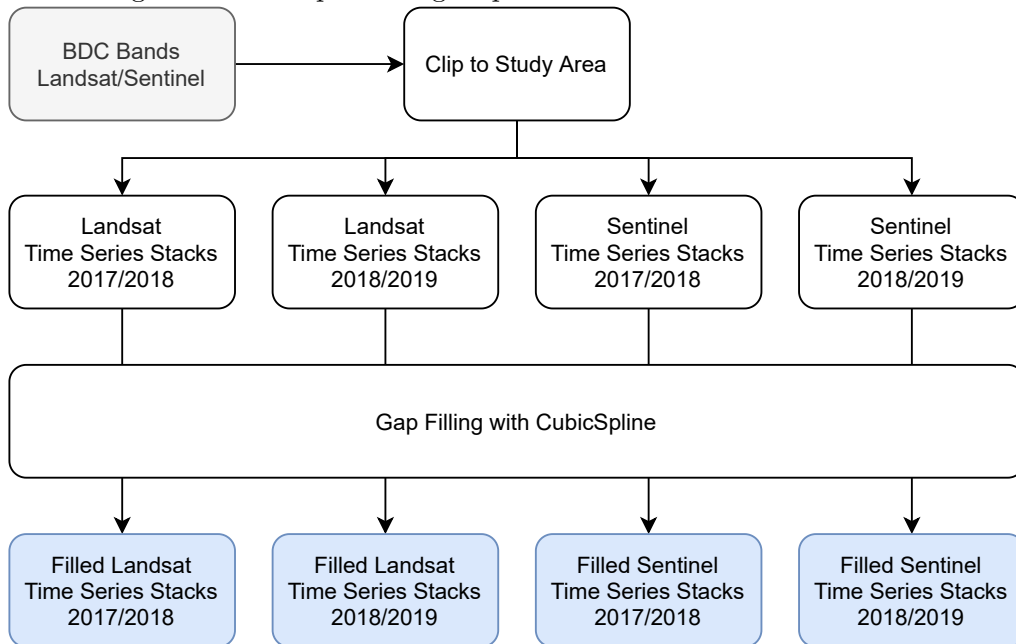 BDC Bands
Landsat/Sentinel
Clip to Study Area
Landsat
Time Series Stacks
2017/2018
Landsat
Time Series Stacks
2018/2019
Sentinel
Time Series Stacks
2017/2018
Sentinel
Time Series Stacks
2018/2019
Gap Filling with CubicSpline
Filled Landsat
Time Series Stacks
2017/2018
Filled Landsat
Time Series Stacks
2018/2019
Filled Sentinel
Time Series Stacks
2017/2018
Filled Sentinel
Time Series Stacks
2018/2019